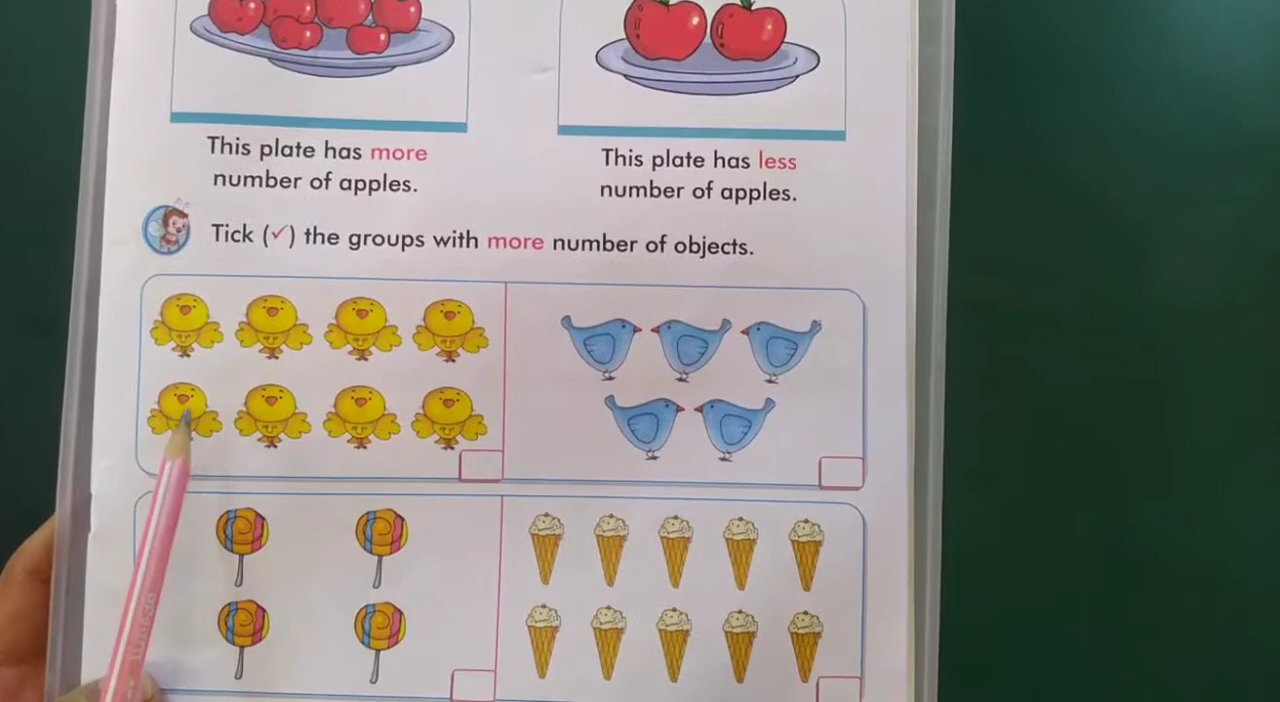 This plate has more
number of apples.
This plate has less
number of apples.
Tick (✓) the groups with more number of objects.